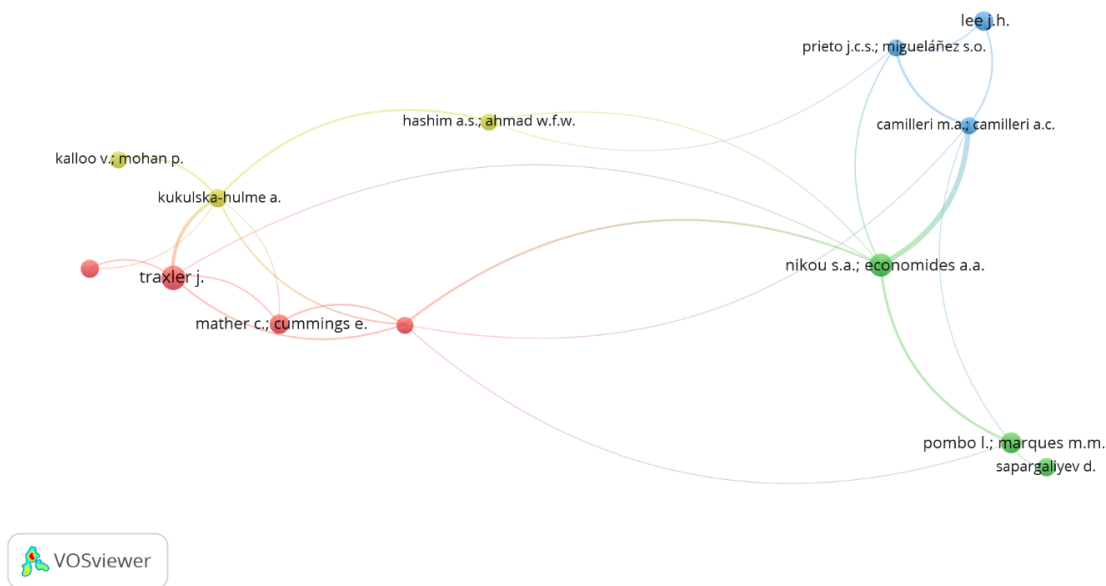 lee j.h.
prieto j.c.s.; migueláñez s.o.
hashim a.s.; ahmad w.f.w.
camilleri m.a.; camilleri a.c.
kalloo v.; mohan p.
kukulska-hulme a.
nikou s.a.; economides a.a.
traxler j.
mather c.; cummings e.
pombo l.; marques m.m.
sapargaliyev d.
VOSviewer